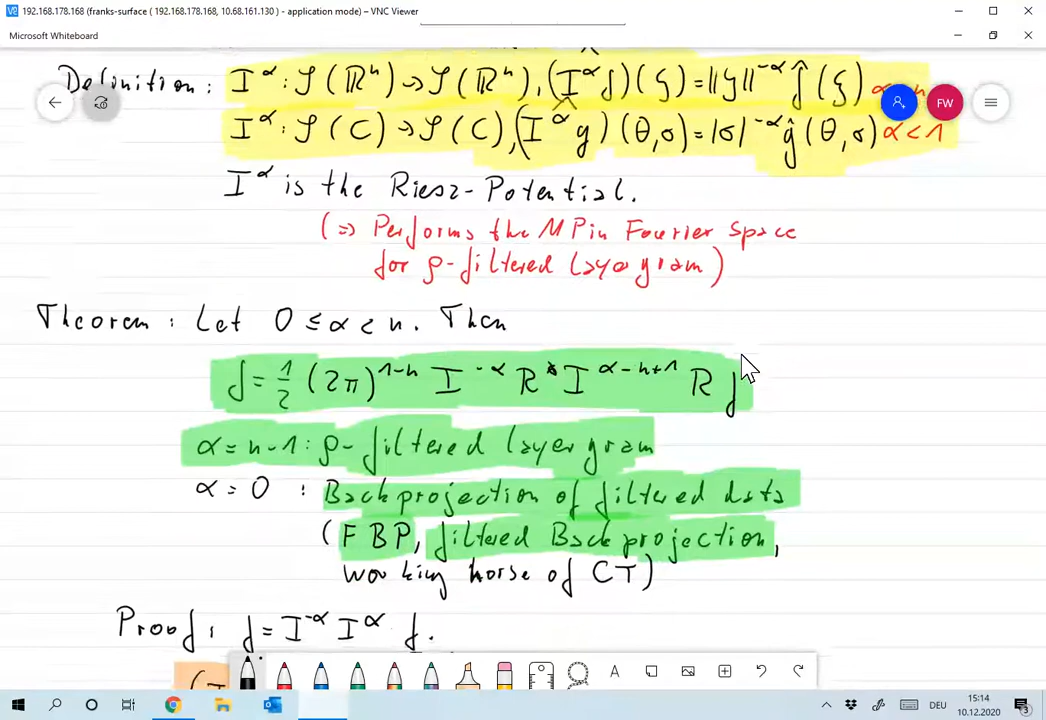 192.168.178.168 (franks-surface ( 192.168.178.168, 10.68.161.130 ) - application mode) - VNC Viewer
Microsoft Whiteboard
Definition : I^α : S(ℝⁿ) → S(ℝⁿ), (I^α f)^(ξ) = ||ξ||^{-α} f̂(ξ) α < n
FW
I^α : S(C) → S(C), (I^α g)^(θ,σ) = |σ|^{-α} ĝ(θ,σ) α < 1
I^α is the Riesz-Potential.
(⇒ Performs the MP in Fourier Space
for ρ-filtered layergram)
Theorem : Let 0 ≤ α < n. Then
f = 1/2 (2π)^{1-n} I^{-α} R* I^{α-n+1} R f
α = n-1 : ρ-filtered layergram
α = 0 : Backprojection of filtered data
(FBP, filtered Backprojection,
working horse of CT)
Proof : f = I^{-α} I^α f.
A
15:14
DEU
10.12.2020
3